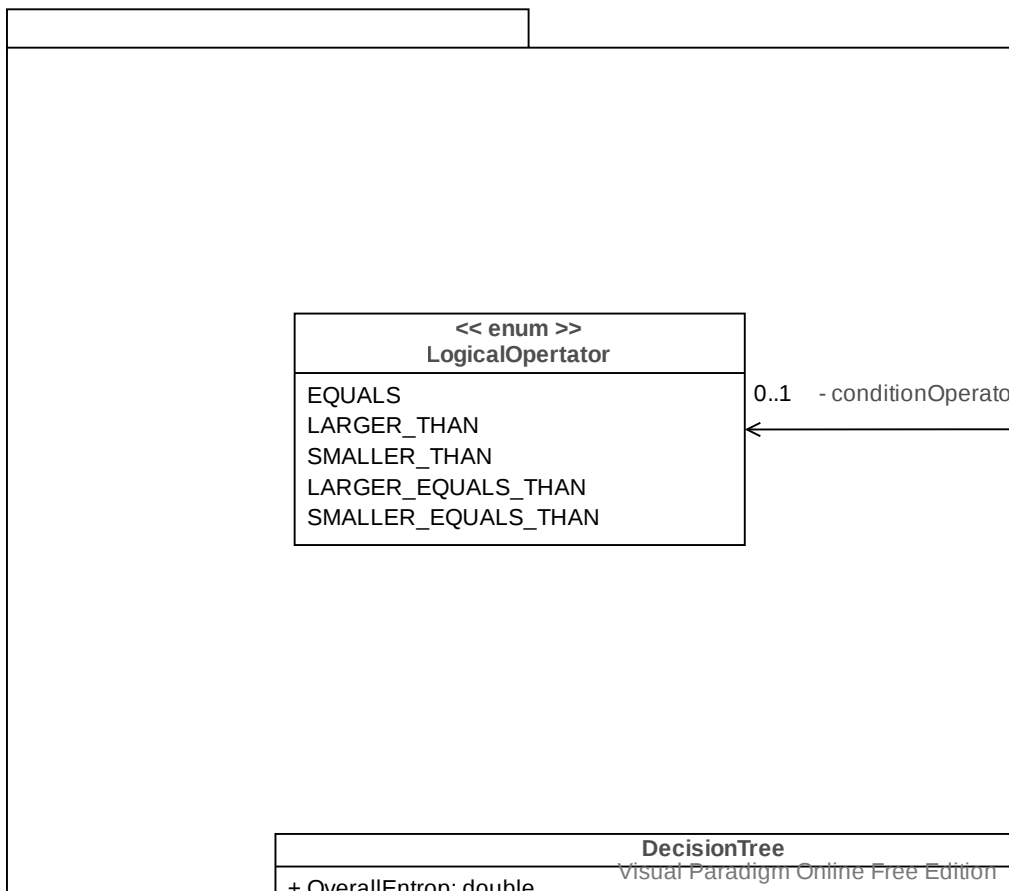 << enum >>
LogicalOpertator
EQUALS
LARGER_THAN
SMALLER_THAN
LARGER_EQUALS_THAN
SMALLER_EQUALS_THAN
0..1 - conditionOperato
DecisionTree
Visual Paradigm Online Free Edition
+ OverallEntrop: double